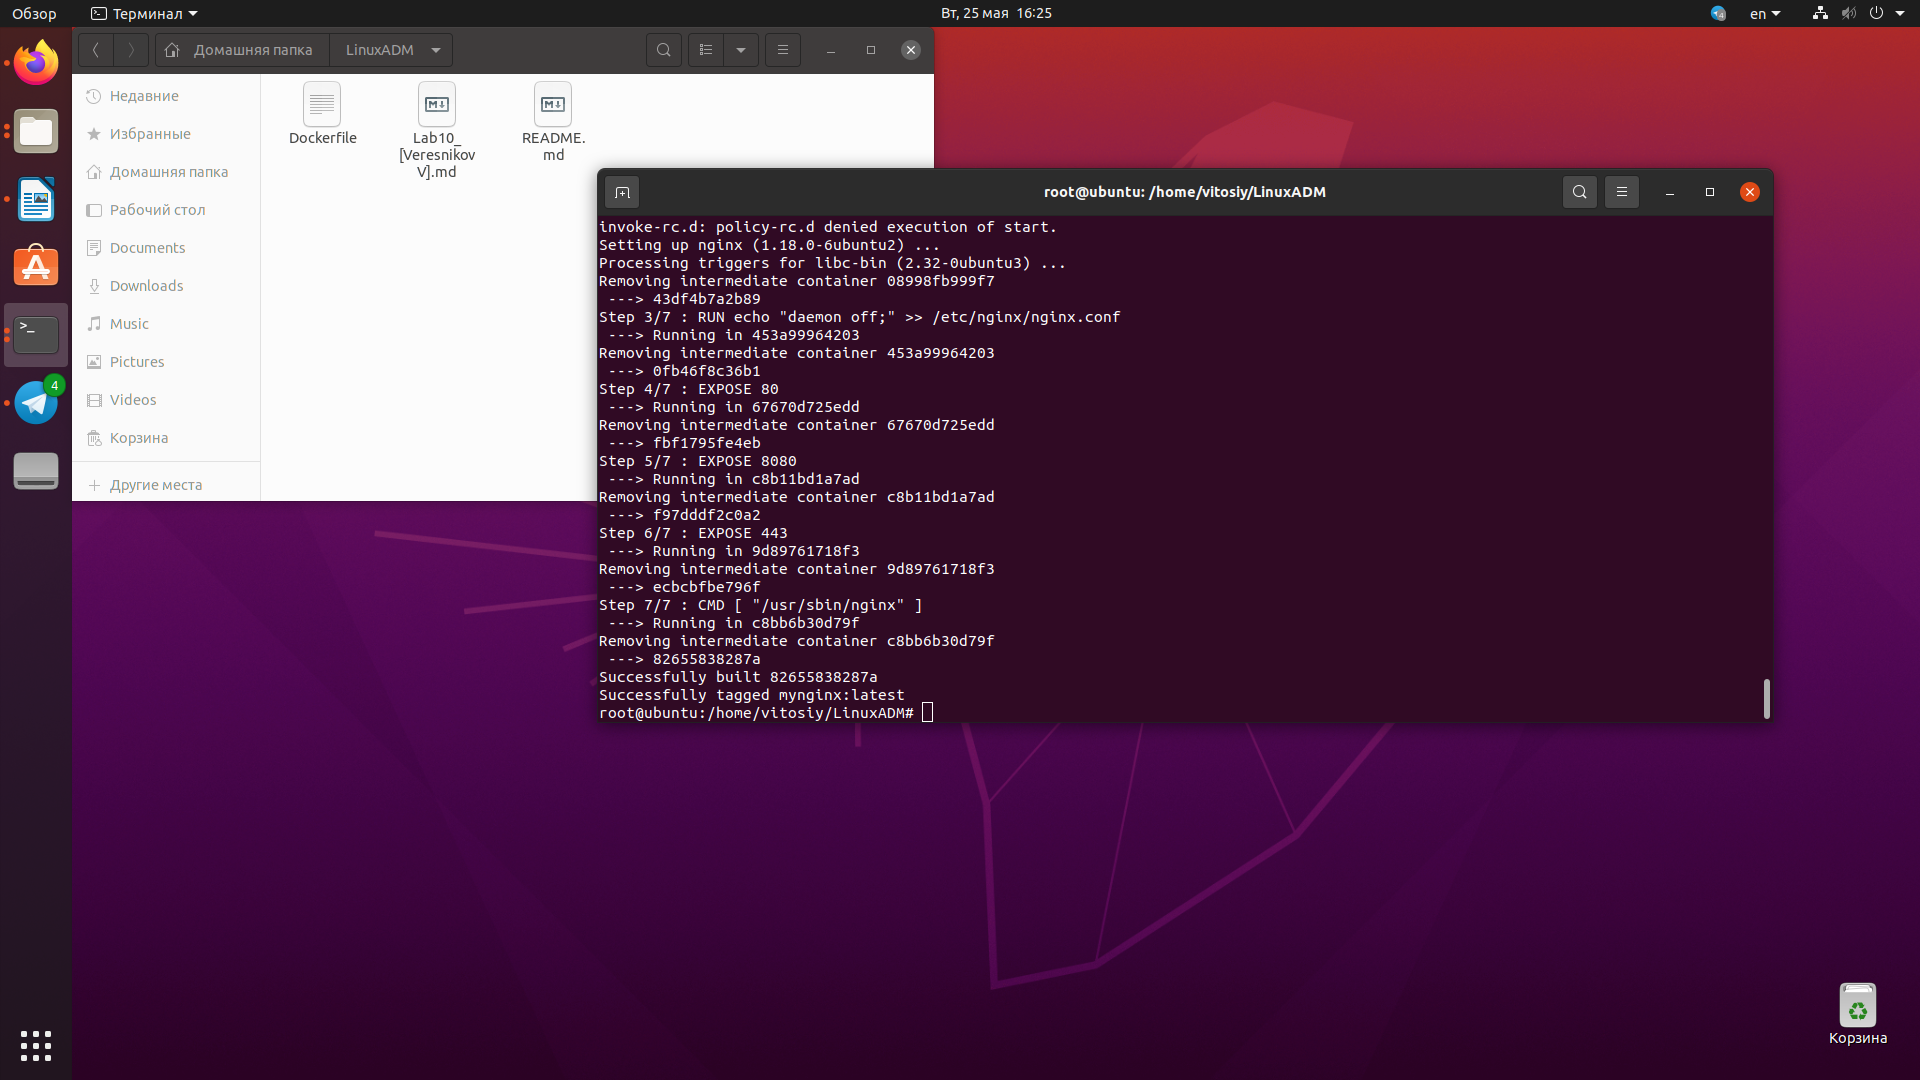 Обзор
Терминал
Вт, 25 мая 16:25
en
Домашняя папка
LinuxADM
Недавние
Избранные
Домашняя папка
Рабочий стол
Documents
Downloads
Music
Pictures
Videos
Корзина
Другие места
Dockerfile
Lab10_
[Veresnikov
V].md
README.
md
4
root@ubuntu: /home/vitosiy/LinuxADM
invoke-rc.d: policy-rc.d denied execution of start.
Setting up nginx (1.18.0-6ubuntu2) ...
Processing triggers for libc-bin (2.32-0ubuntu3) ...
Removing intermediate container 08998fb999f7
 ---> 43df4b7a2b89
Step 3/7 : RUN echo "daemon off;" >> /etc/nginx/nginx.conf
 ---> Running in 453a99964203
Removing intermediate container 453a99964203
 ---> 0fb46f8c36b1
Step 4/7 : EXPOSE 80
 ---> Running in 67670d725edd
Removing intermediate container 67670d725edd
 ---> fbf1795fe4eb
Step 5/7 : EXPOSE 8080
 ---> Running in c8b11bd1a7ad
Removing intermediate container c8b11bd1a7ad
 ---> f97dddf2c0a2
Step 6/7 : EXPOSE 443
 ---> Running in 9d89761718f3
Removing intermediate container 9d89761718f3
 ---> ecbcbfbe796f
Step 7/7 : CMD [ "/usr/sbin/nginx" ]
 ---> Running in c8bb6b30d79f
Removing intermediate container c8bb6b30d79f
 ---> 82655838287a
Successfully built 82655838287a
Successfully tagged mynginx:latest
root@ubuntu:/home/vitosiy/LinuxADM#
Корзина